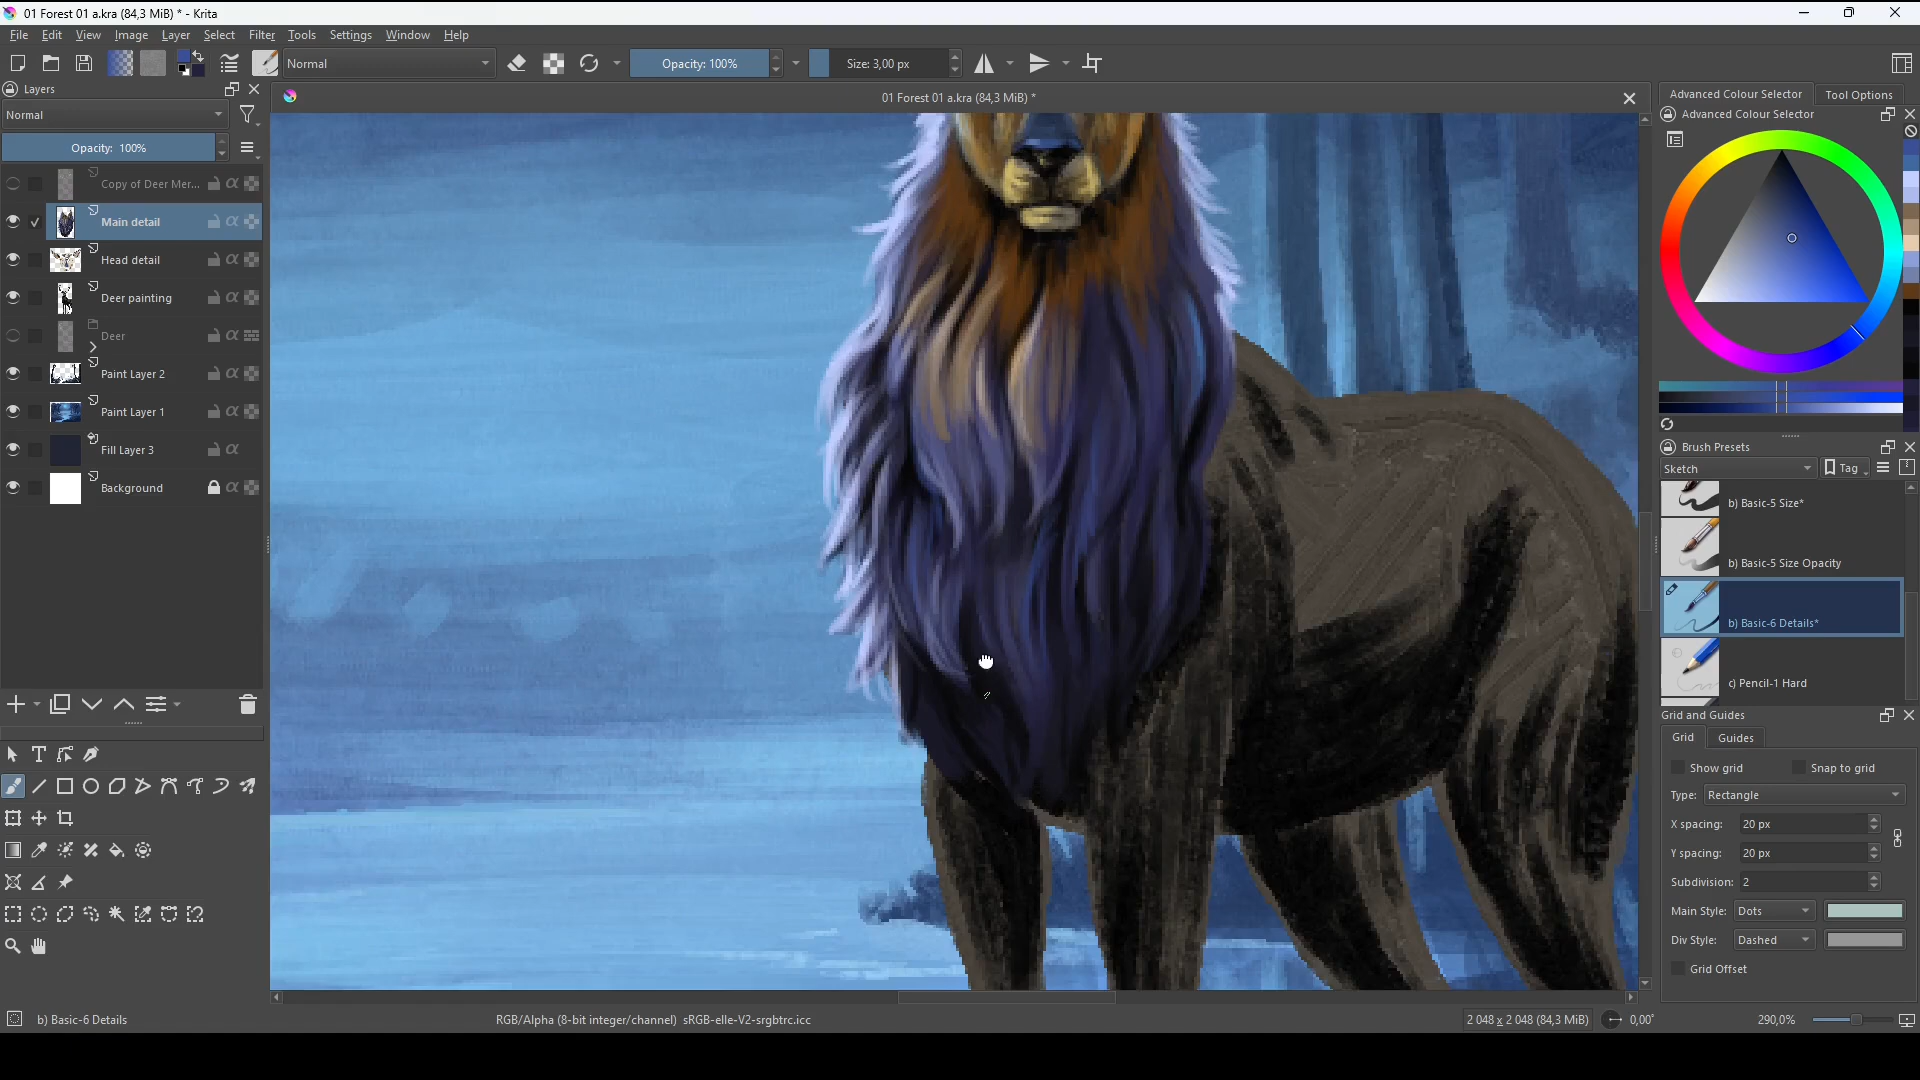 01 Forest 01 a.kra (84,3 MiB) * - Krita
File Edit View Image Layer Select Filter Tools Settings Window Help
Normal Opacity: 100% Size: 3,00 px
Layers
01 Forest 01 a.kra (84,3 MiB) *
Advanced Colour Selector Tool Options
Advanced Colour Selector
Normal
Opacity: 100%
Copy of Deer Mer...
Main detail
Head detail
Deer painting
Deer
Paint Layer 2
Paint Layer 1
Fill Layer 3
Background
Brush Presets
Sketch Tag
b) Basic-5 Size*
b) Basic-5 Size Opacity
b) Basic-6 Details*
c) Pencil-1 Hard
Grid and Guides
Grid Guides
Show grid Snap to grid
Type: Rectangle
X spacing: 20 px
Y spacing: 20 px
Subdivision: 2
Main Style: Dots
Div Style: Dashed
Grid Offset
b) Basic-6 Details RGB/Alpha (8-bit integer/channel) sRGB-elle-V2-srgbtrc.icc 2 048 x 2 048 (84,3 MiB) 0,00° 290,0%